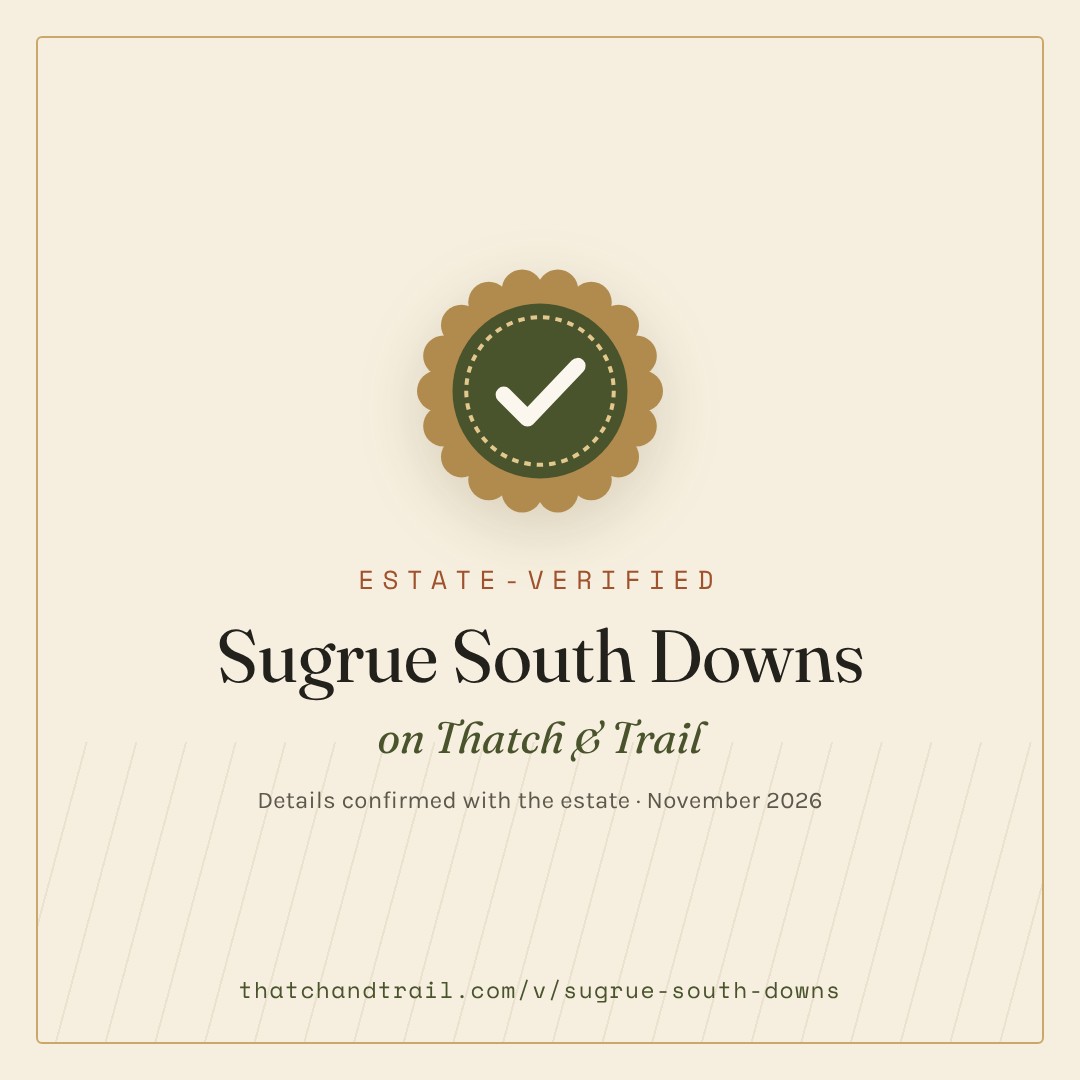 ESTATE-VERIFIED
Sugrue South Downs
on Thatch & Trail
Details confirmed with the estate · November 2026
thatchandtrail.com/v/sugrue-south-downs